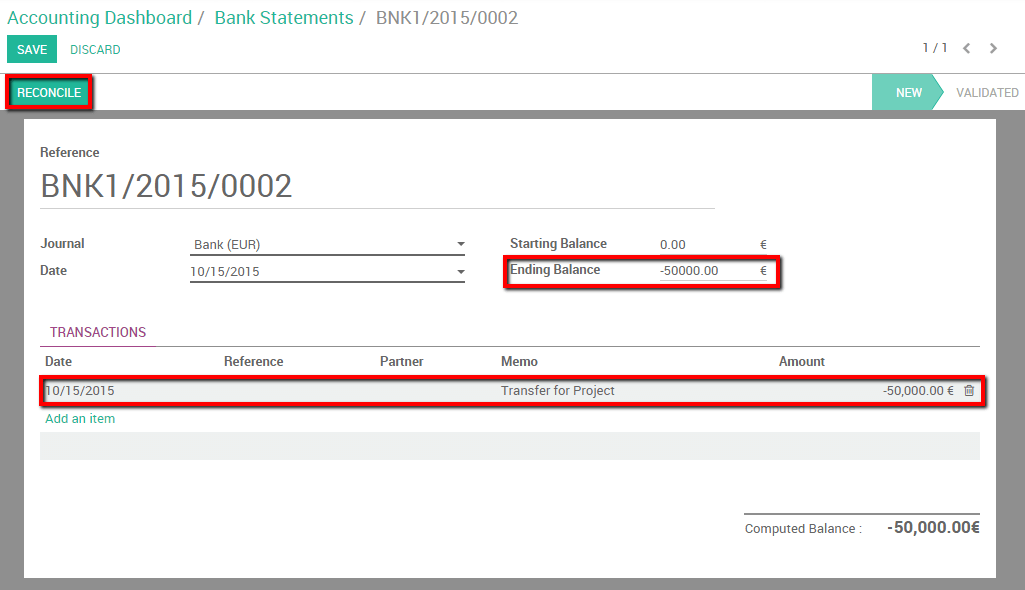 Accounting Dashboard / Bank Statements / BNK1/2015/0002
SAVE DISCARD 1 / 1
RECONCILE NEW VALIDATED
Reference
BNK1/2015/0002
Journal Bank (EUR) Starting Balance 0.00 €
Date 10/15/2015 Ending Balance -50000.00 €
TRANSACTIONS
Date Reference Partner Memo Amount
10/15/2015 Transfer for Project -50,000.00 €
Add an item
Computed Balance : -50,000.00€